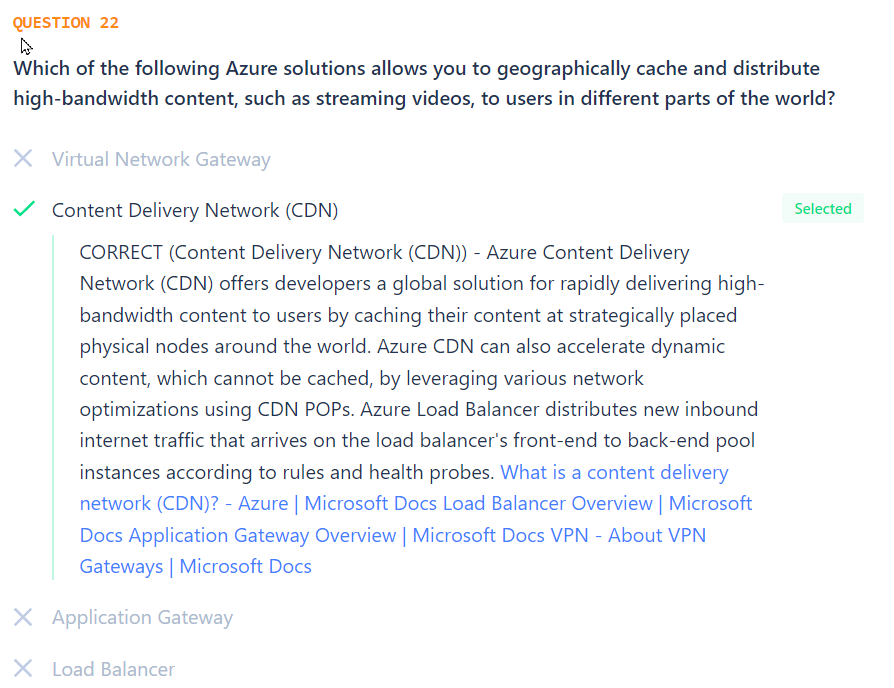 QUESTION 22
Which of the following Azure solutions allows you to geographically cache and distribute
high-bandwidth content, such as streaming videos, to users in different parts of the world?
Virtual Network Gateway
Content Delivery Network (CDN)
Selected
CORRECT (Content Delivery Network (CDN)) - Azure Content Delivery
Network (CDN) offers developers a global solution for rapidly delivering high-
bandwidth content to users by caching their content at strategically placed
physical nodes around the world. Azure CDN can also accelerate dynamic
content, which cannot be cached, by leveraging various network
optimizations using CDN POPs. Azure Load Balancer distributes new inbound
internet traffic that arrives on the load balancer's front-end to back-end pool
instances according to rules and health probes. What is a content delivery
network (CDN)? - Azure | Microsoft Docs Load Balancer Overview | Microsoft
Docs Application Gateway Overview | Microsoft Docs VPN - About VPN
Gateways | Microsoft Docs
Application Gateway
Load Balancer